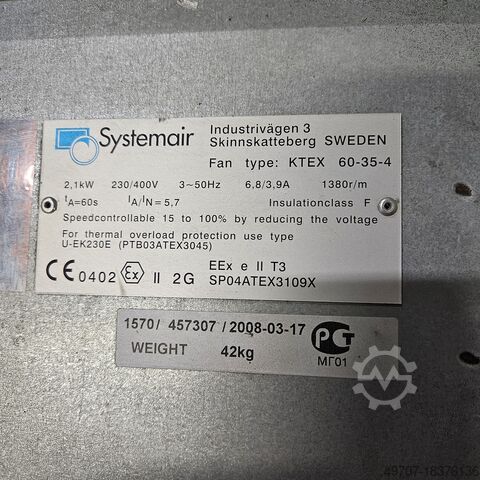 Systemair
Industrivägen 3
Skinnskatteberg SWEDEN
Fan type: KTEX 60-35-4
2,1kW 230/400V 3~50Hz 6,8/3,9A 1380r/m
tA=60s IA/IN=5,7 Insulationclass F
Speedcontrollable 15 to 100% by reducing the voltage
For thermal overload protection use type
U-EK230E (PTB03ATEX3045)
CE 0402 Ex II 2G EEx e II T3
SP04ATEX3109X
1570/ 457307 /2008-03-17
WEIGHT 42kg
РСТ
МГ01
49707-18376136